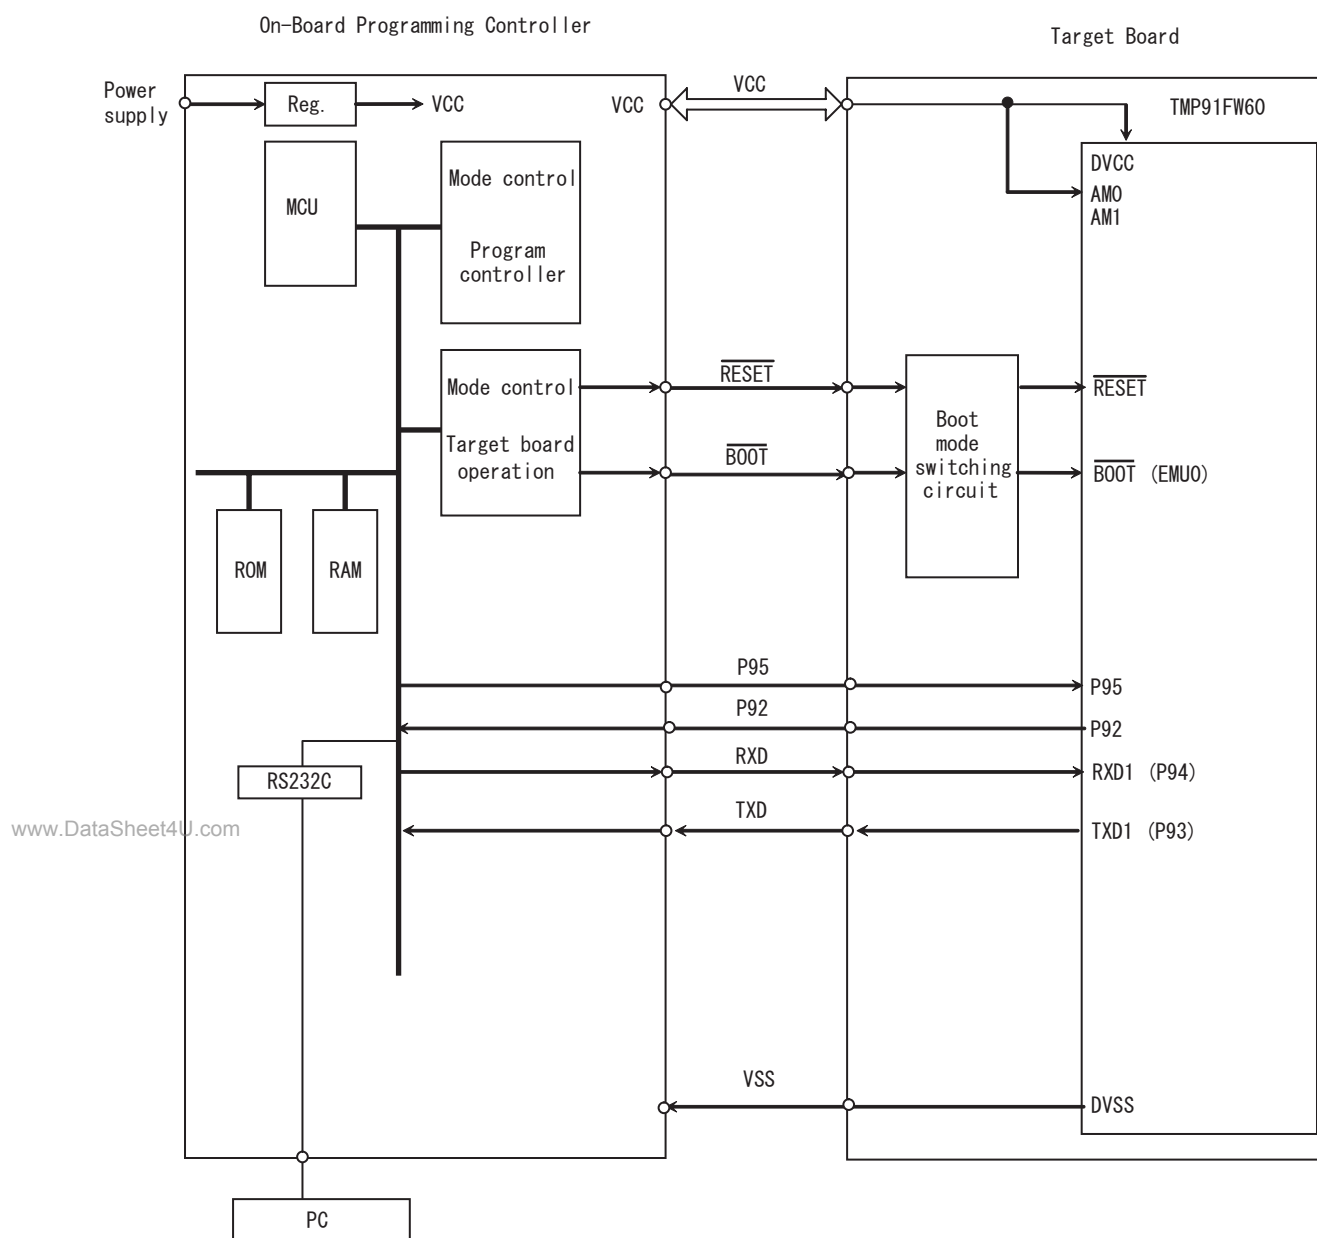 On-Board Programming Controller
Target Board
Power
supply
Reg.
VCC
VCC
VCC
TMP91FW60
MCU
Mode control
Program
controller
DVCC
AM0
AM1
Mode control
Target board
operation
RESET
BOOT
Boot
mode
switching
circuit
RESET
BOOT (EMU0)
ROM
RAM
P95
P95
P92
P92
RS232C
RXD
RXD1 (P94)
TXD
TXD1 (P93)
www.DataSheet4U.com
VSS
DVSS
PC